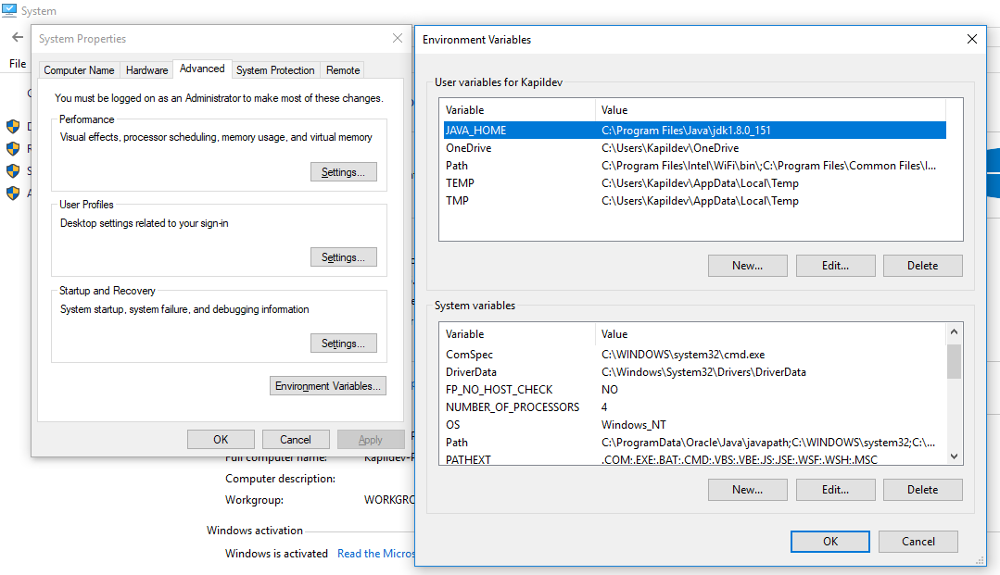 System
System Properties
File
Computer Name Hardware Advanced System Protection Remote
You must be logged on as an Administrator to make most of these changes.
Performance
Visual effects, processor scheduling, memory usage, and virtual memory
Settings...
User Profiles
Desktop settings related to your sign-in
Settings...
Startup and Recovery
System startup, system failure, and debugging information
Settings...
Environment Variables...
OK Cancel Apply
Full computer name: Kapildev-
Computer description:
Workgroup: WORKGRO
Windows activation
Windows is activated Read the Micros
Environment Variables
User variables for Kapildev
Variable Value
JAVA_HOME C:\Program Files\Java\jdk1.8.0_151
OneDrive C:\Users\Kapildev\OneDrive
Path C:\Program Files\Intel\WiFi\bin\;C:\Program Files\Common Files\I...
TEMP C:\Users\Kapildev\AppData\Local\Temp
TMP C:\Users\Kapildev\AppData\Local\Temp
New... Edit... Delete
System variables
Variable Value
ComSpec C:\WINDOWS\system32\cmd.exe
DriverData C:\Windows\System32\Drivers\DriverData
FP_NO_HOST_CHECK NO
NUMBER_OF_PROCESSORS 4
OS Windows_NT
Path C:\ProgramData\Oracle\Java\javapath;C:\WINDOWS\system32;C:\...
PATHEXT .COM;.EXE;.BAT;.CMD;.VBS;.VBE;.JS;.JSE;.WSF;.WSH;.MSC
New... Edit... Delete
OK Cancel